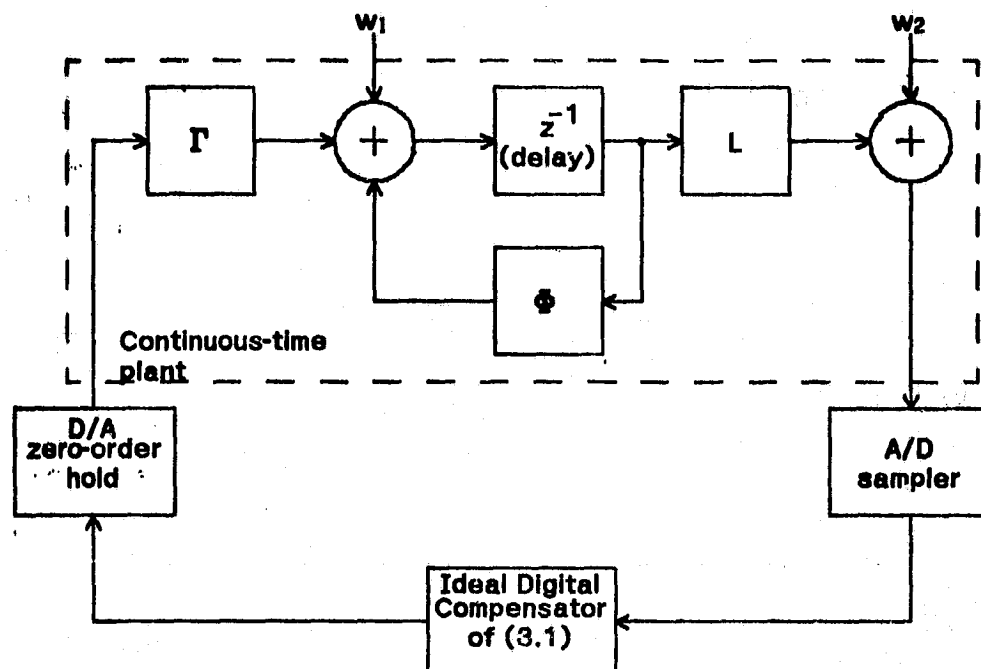 w1
w2
Γ
+
z-1
(delay)
L
+
Φ
Continuous-time
plant
D/A
zero-order
hold
A/D
sampler
Ideal Digital
Compensator
of (3.1)